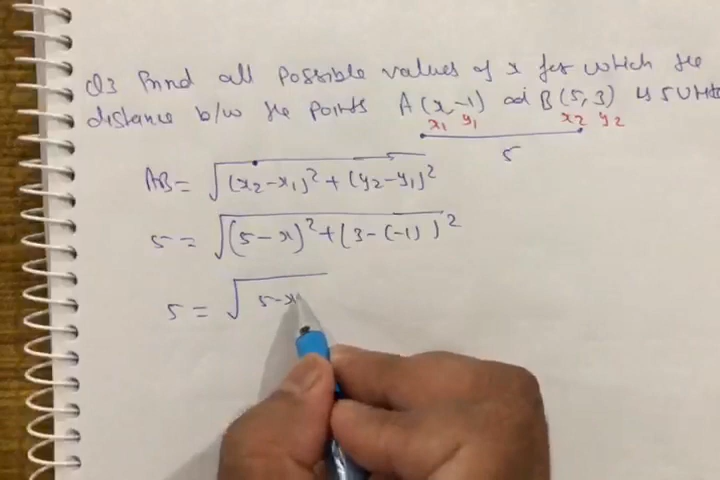 Q3 Find all possible values of x for which the
distance b/w the points A(x, -1) and B(5, 3) is 5 units
x₁ y₁ x₂ y₂
5
AB = √(x₂-x₁)² + (y₂-y₁)²
5 = √(5-x)² + (3-(-1))²
5 = √5-x